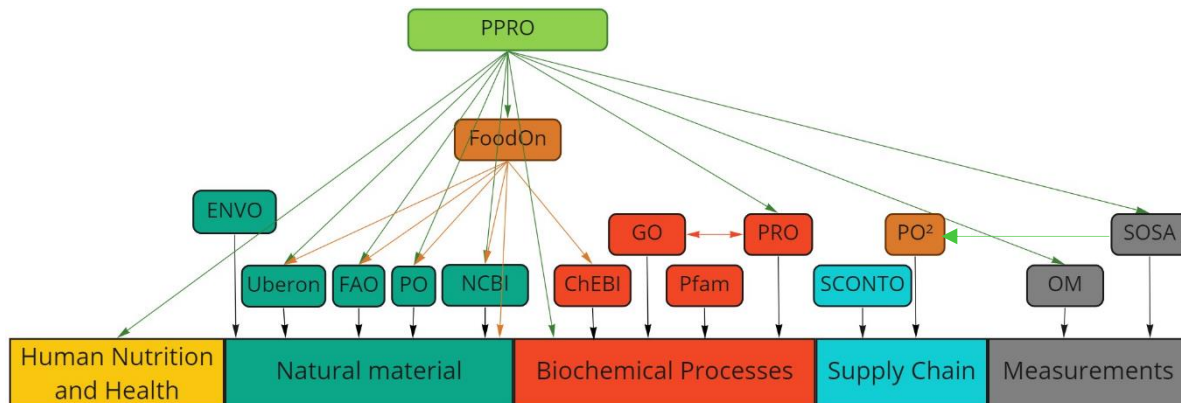 PPRO
FoodOn
ENVO
GO
PRO
PO²
SOSA
Uberon
FAO
PO
NCBI
ChEBI
Pfam
SCONTO
OM
Human Nutrition
and Health
Natural material
Biochemical Processes
Supply Chain
Measurements